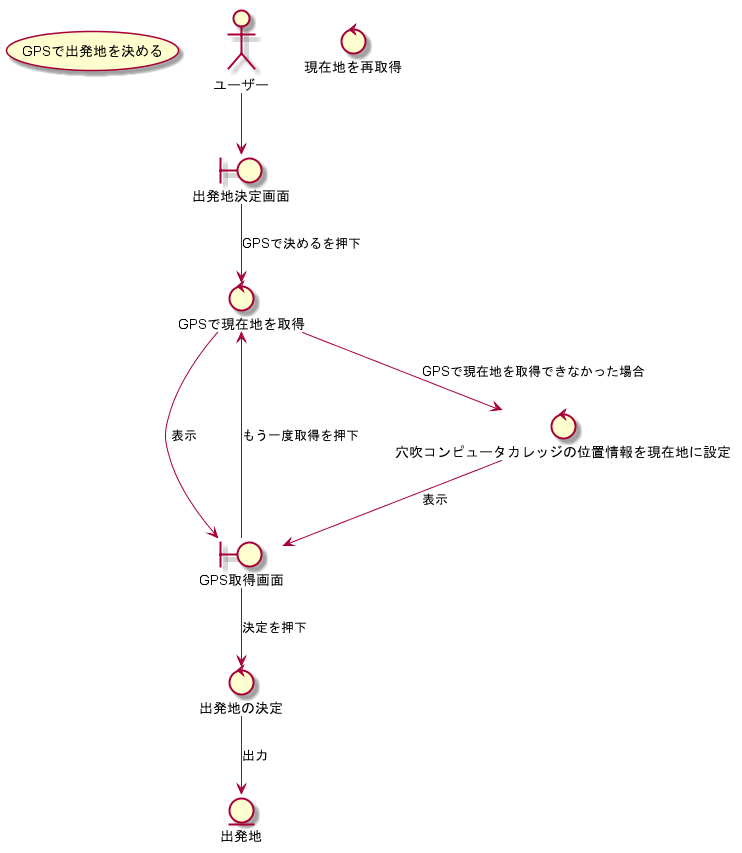 GPSで出発地を決める
ユーザー
現在地を再取得
出発地決定画面
GPSで決めるを押下
GPSで現在地を取得
GPSで現在地を取得できなかった場合
表示
もう一度取得を押下
穴吹コンピュータカレッジの位置情報を現在地に設定
表示
GPS取得画面
決定を押下
出発地の決定
出力
出発地